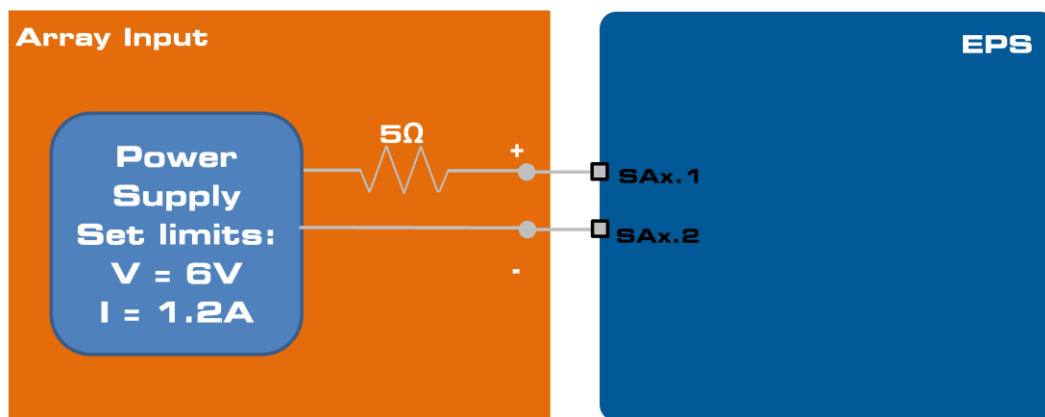 Array Input
EPS
5Ω
+
Power
Supply
Set limits:
V = 6V
I = 1.2A
SAx.1
SAx.2
-